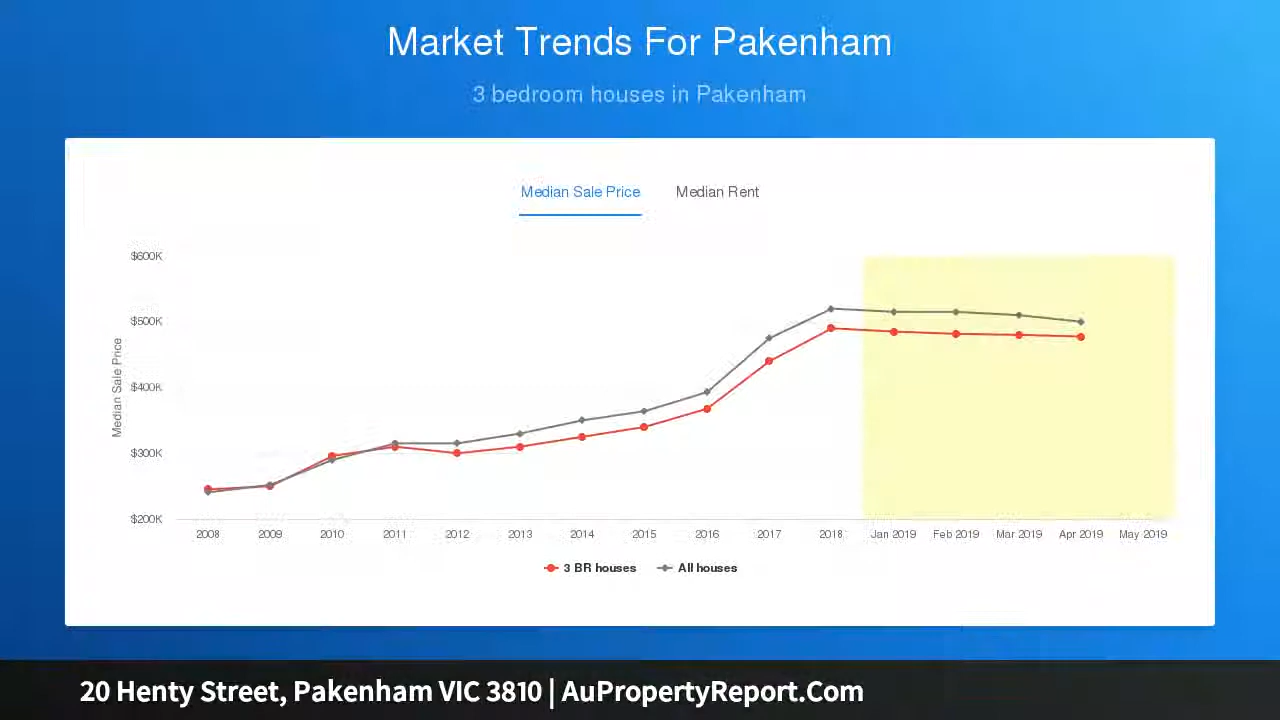 Market Trends For Pakenham
3 bedroom houses in Pakenham
Median Sale Price Median Rent
$600K
$500K
$400K
$300K
$200K
Median Sale Price
2008 2009 2010 2011 2012 2013 2014 2015 2016 2017 2018 Jan 2019 Feb 2019 Mar 2019 Apr 2019 May 2019
3 BR houses All houses
20 Henty Street, Pakenham VIC 3810 | AuPropertyReport.Com